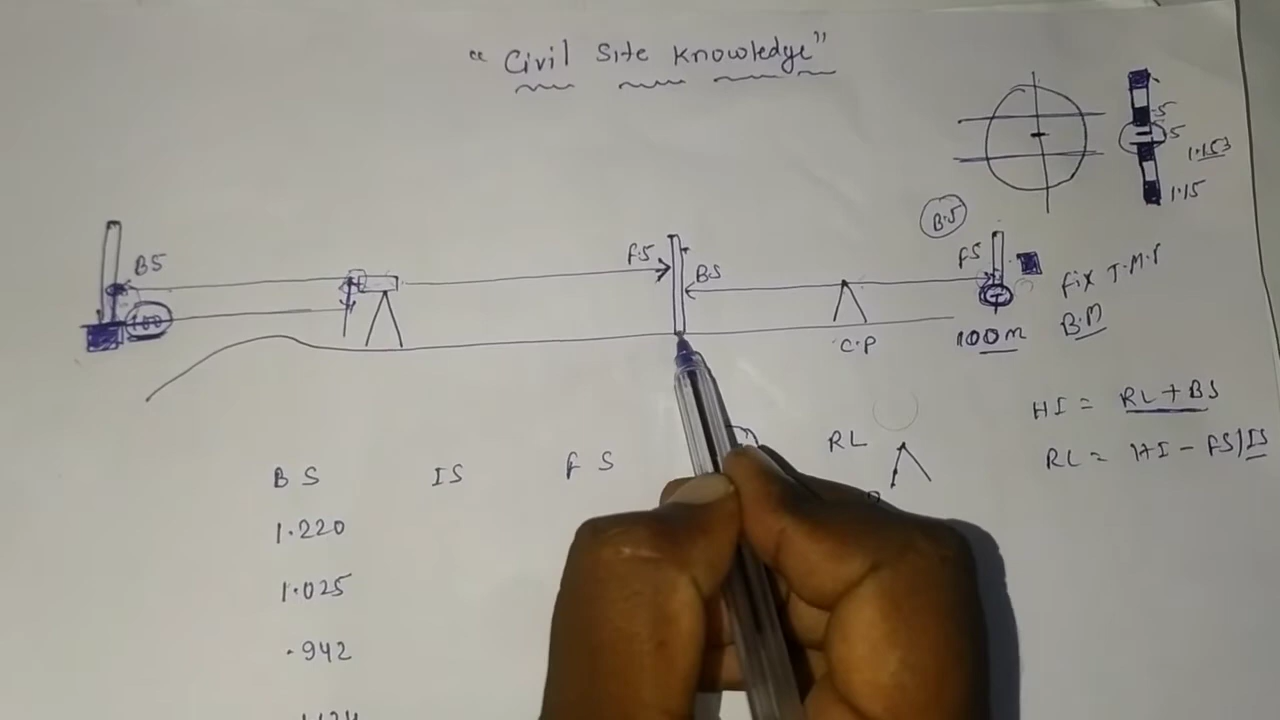 "Civil Site Knowledge"
.5
5
1.153
1.15
B.S
BS
F.S
B.S
FS
Fix T.M.P
100
C.P
100m
B.M
HI = RL + BS
RL = HI - FS/IS
BS IS FS RL
1.220
1.025
.942